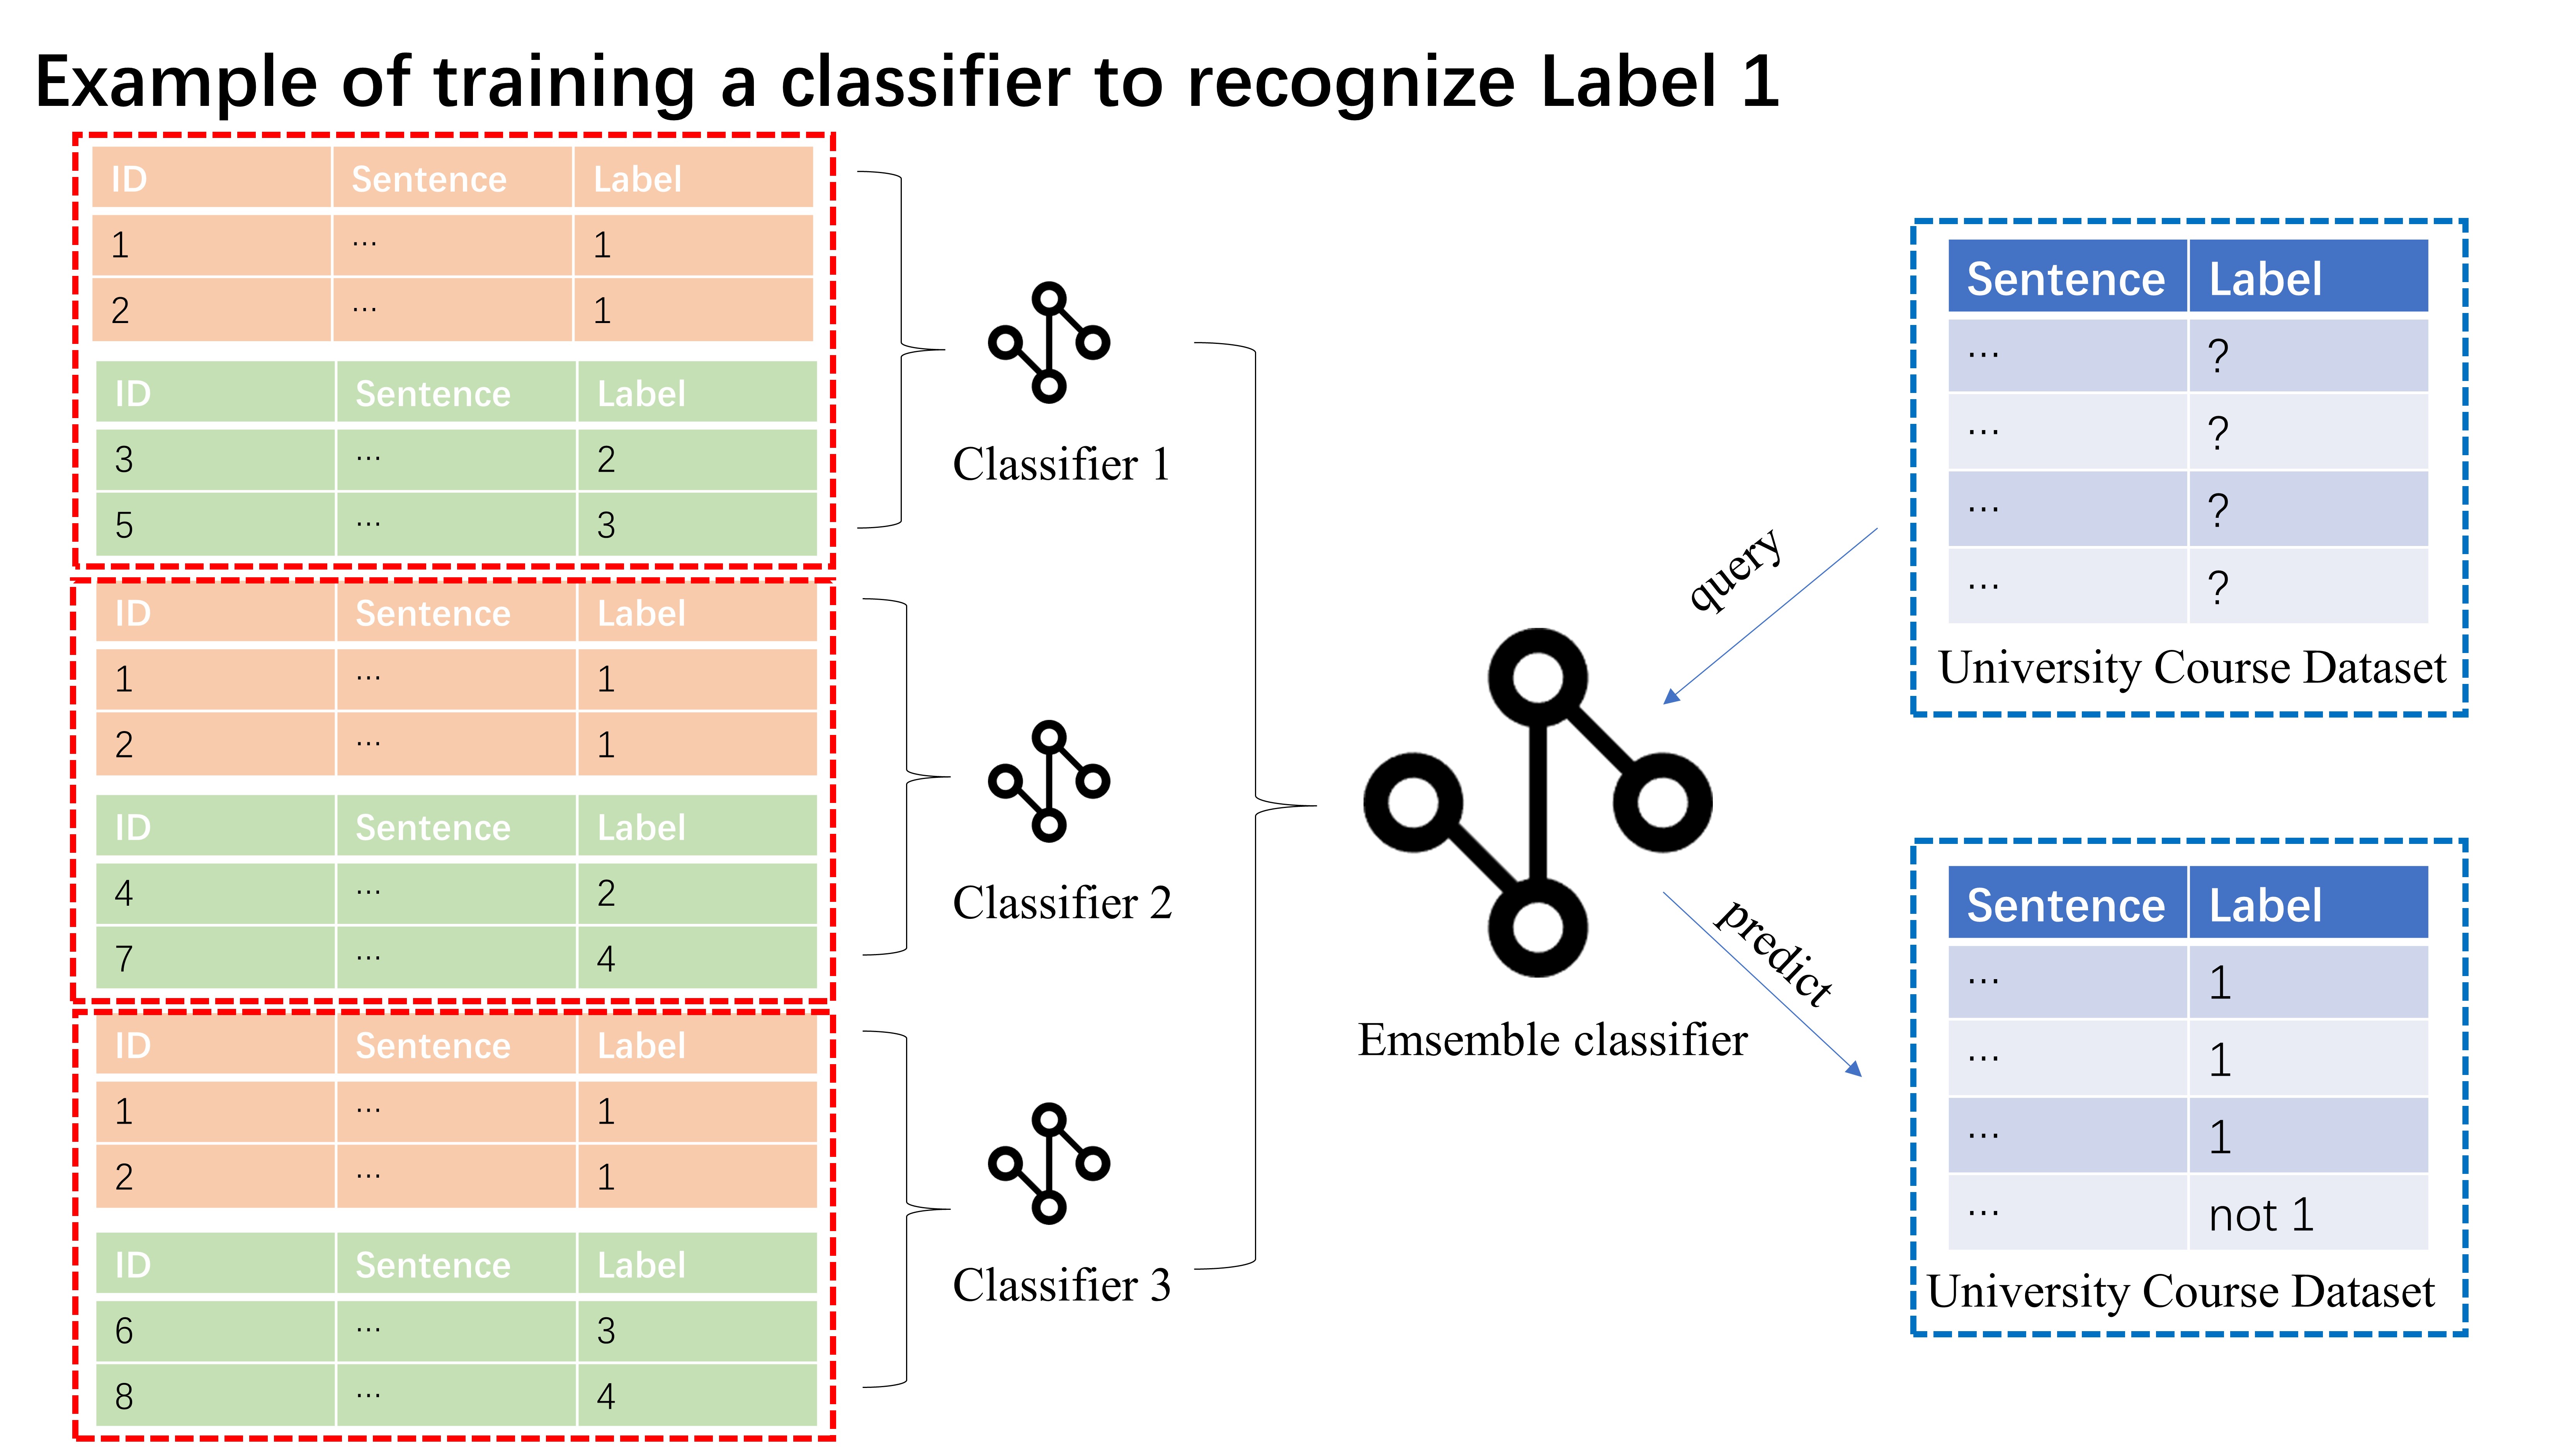 Example of training a classifier to recognize Label 1
ID Sentence Label
1 ... 1
2 ... 1
ID Sentence Label
3 ... 2
5 ... 3
Classifier 1
ID Sentence Label
1 ... 1
2 ... 1
ID Sentence Label
4 ... 2
7 ... 4
Classifier 2
ID Sentence Label
1 ... 1
2 ... 1
ID Sentence Label
6 ... 3
8 ... 4
Classifier 3
Emsemble classifier
query
Sentence Label
... ?
... ?
... ?
... ?
University Course Dataset
predict
Sentence Label
... 1
... 1
... 1
... not 1
University Course Dataset